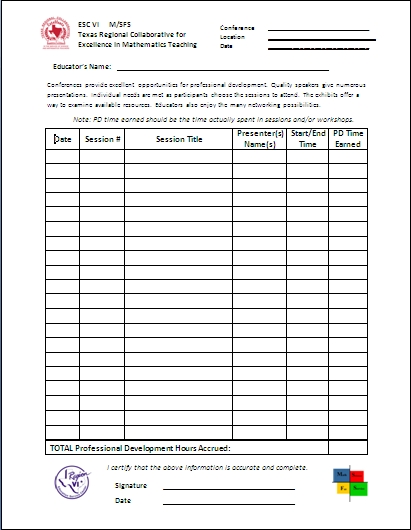 ESC VI M/SFS
Texas Regional Collaborative for
Excellence in Mathematics Teaching
Conference
Location
Date
Educator's Name:
Conferences provide excellent opportunities for professional development. Quality speakers give numerous
presentations. Individual needs are met as participants choose the sessions to attend. The exhibits offer a
way to examine available resources. Educators also enjoy the many networking possibilities.
Note: PD time earned should be the time actually spent in sessions and/or workshops.
Date Session # Session Title Presenter(s) Name(s) Start/End Time PD Time Earned
TOTAL Professional Development Hours Accrued:
I certify that the above information is accurate and complete.
Signature
Date
Region
VI